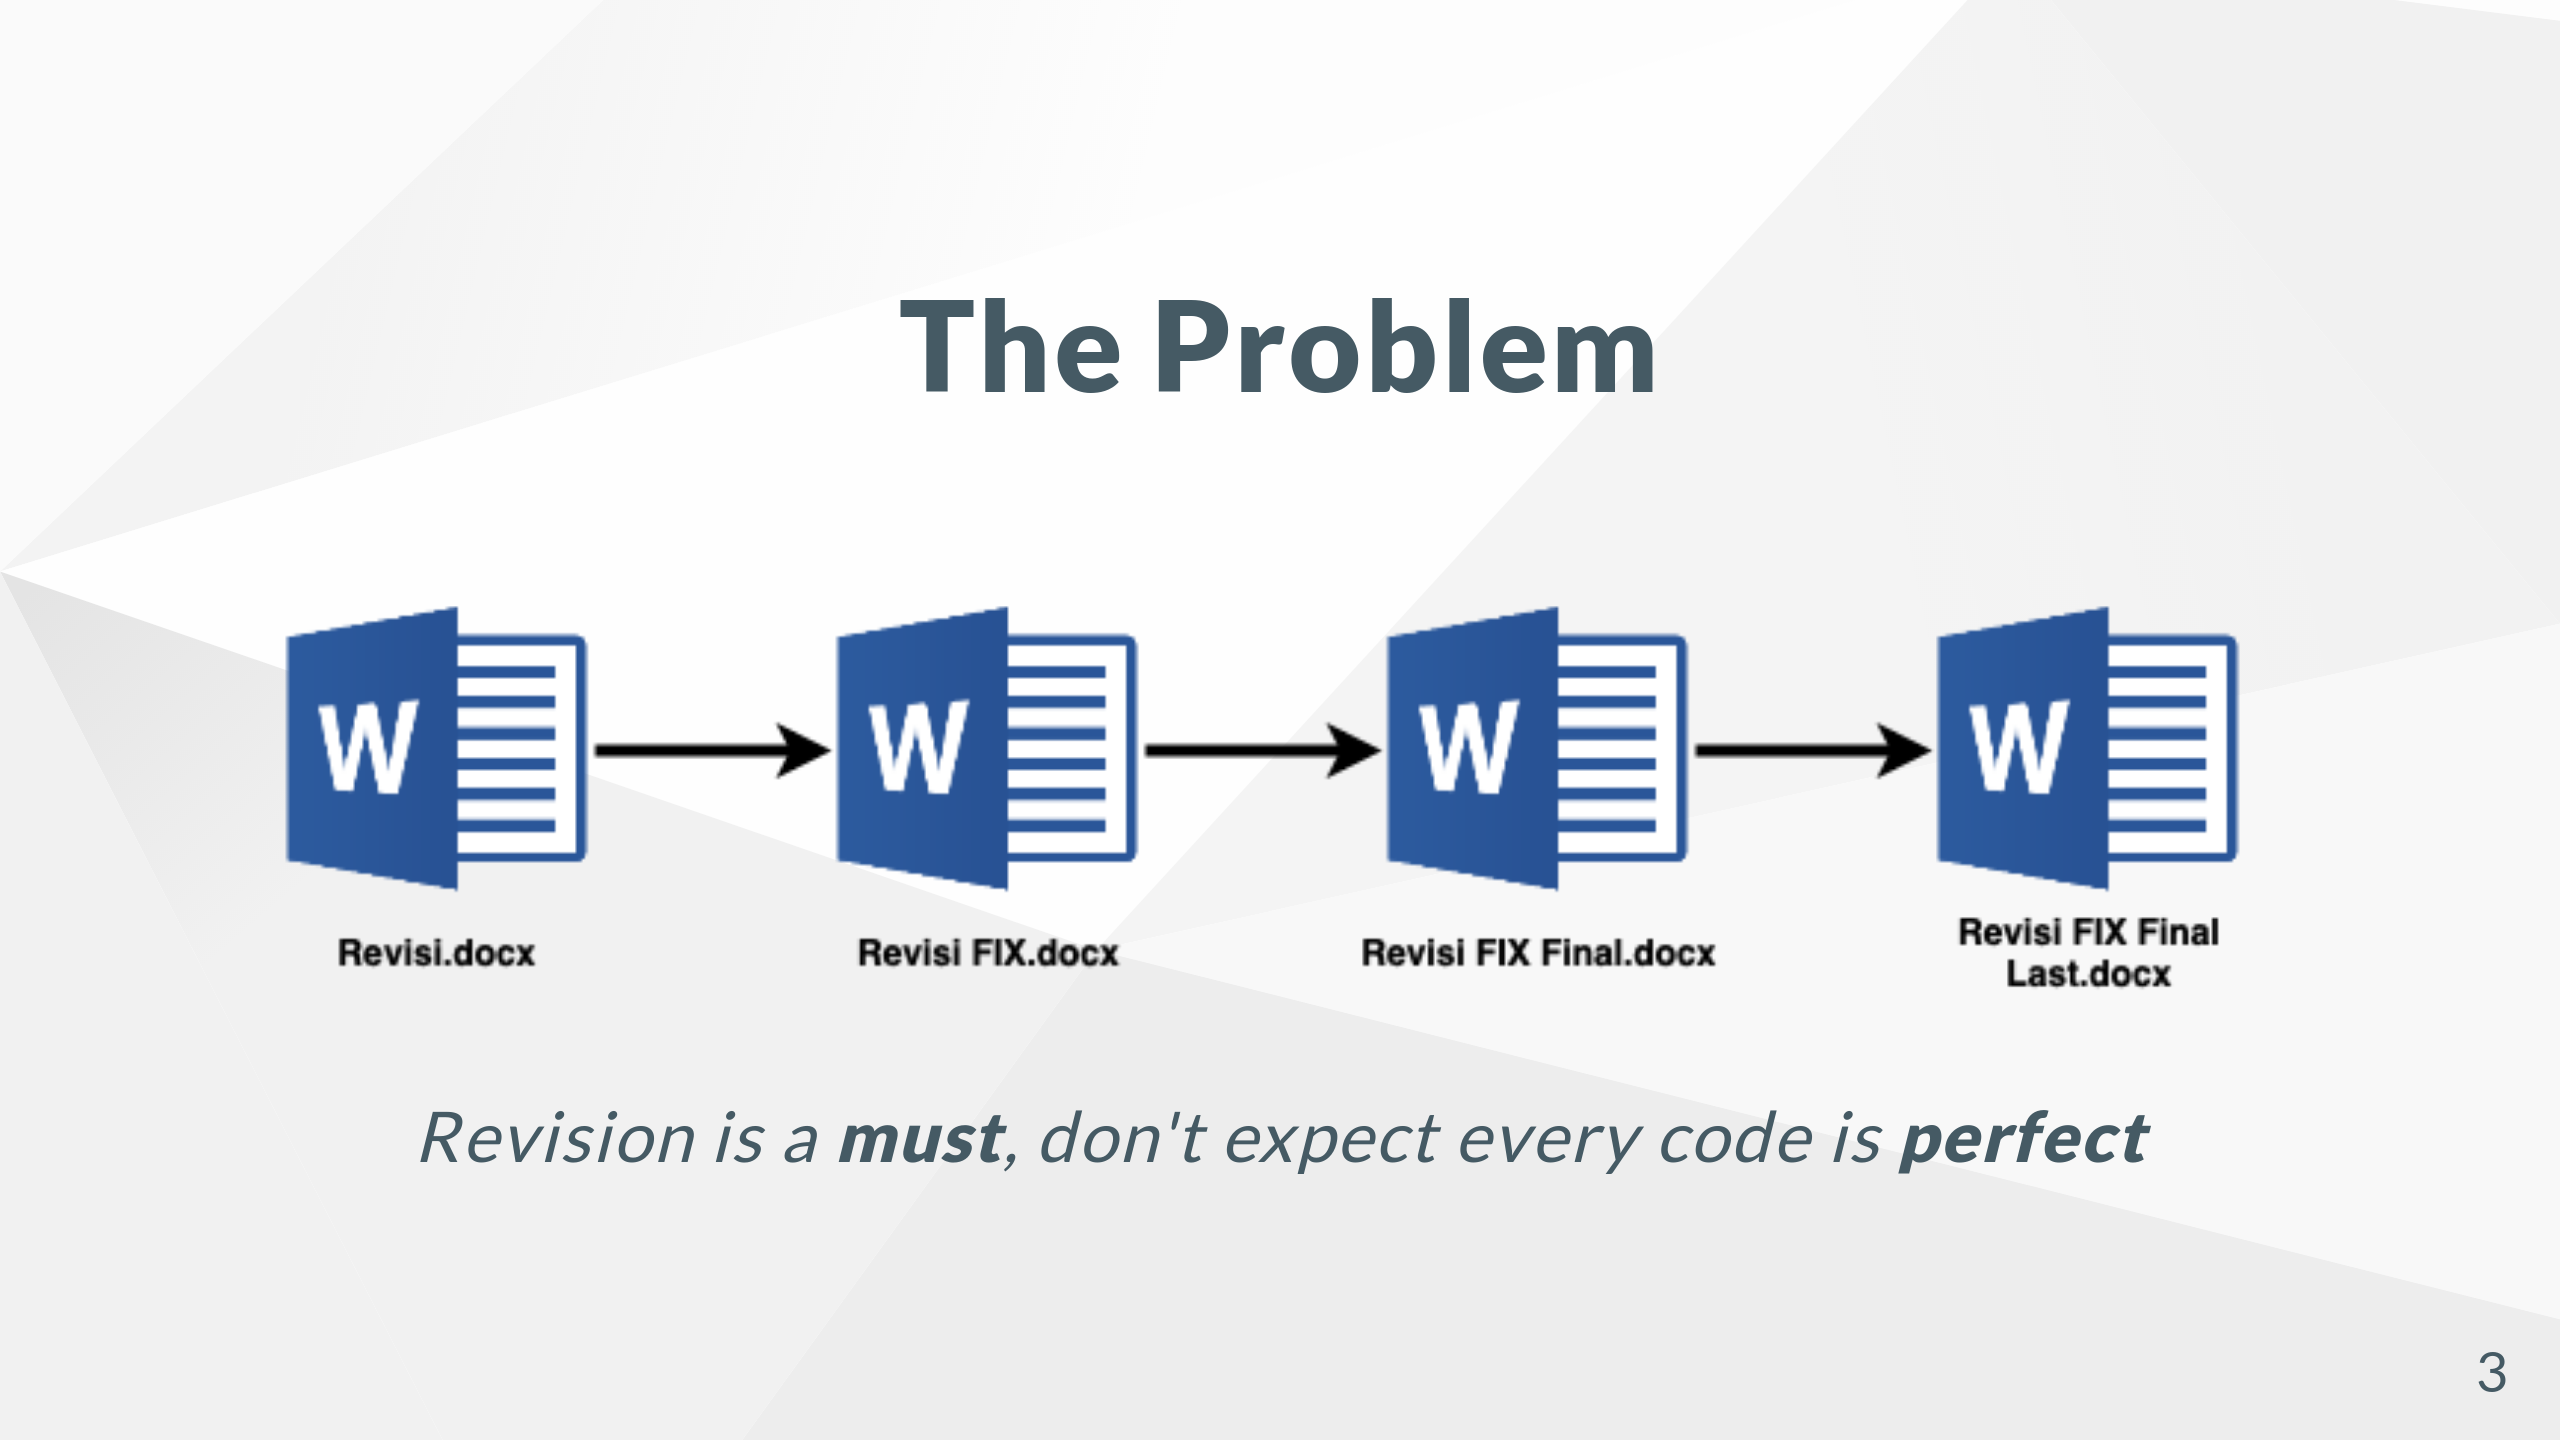 The Problem
W
W
W
W
Revisi.docx
Revisi FIX.docx
Revisi FIX Final.docx
Revisi FIX Final
Last.docx
Revision is a must, don't expect every code is perfect
3